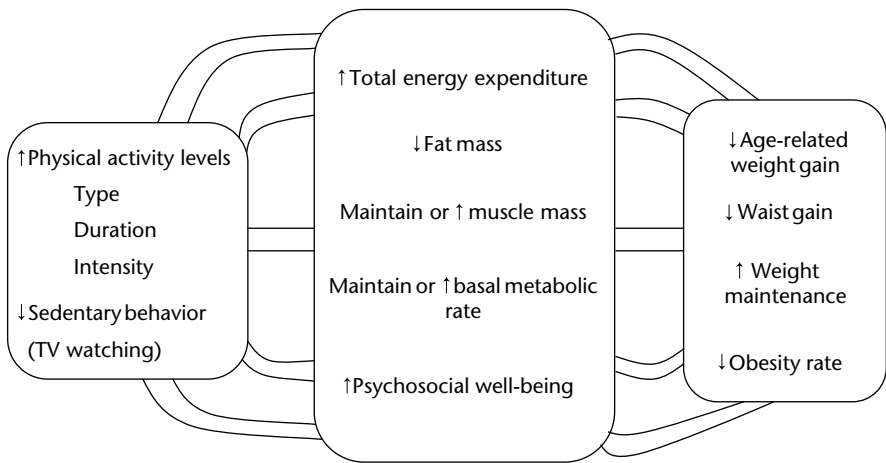 ↑Physical activity levels
Type
Duration
Intensity
↓Sedentary behavior
(TV watching)
↑Total energy expenditure
↓Fat mass
Maintain or ↑ muscle mass
Maintain or ↑basal metabolic
rate
↑Psychosocial well-being
↓Age-related
weight gain
↓Waist gain
↑ Weight
maintenance
↓Obesity rate